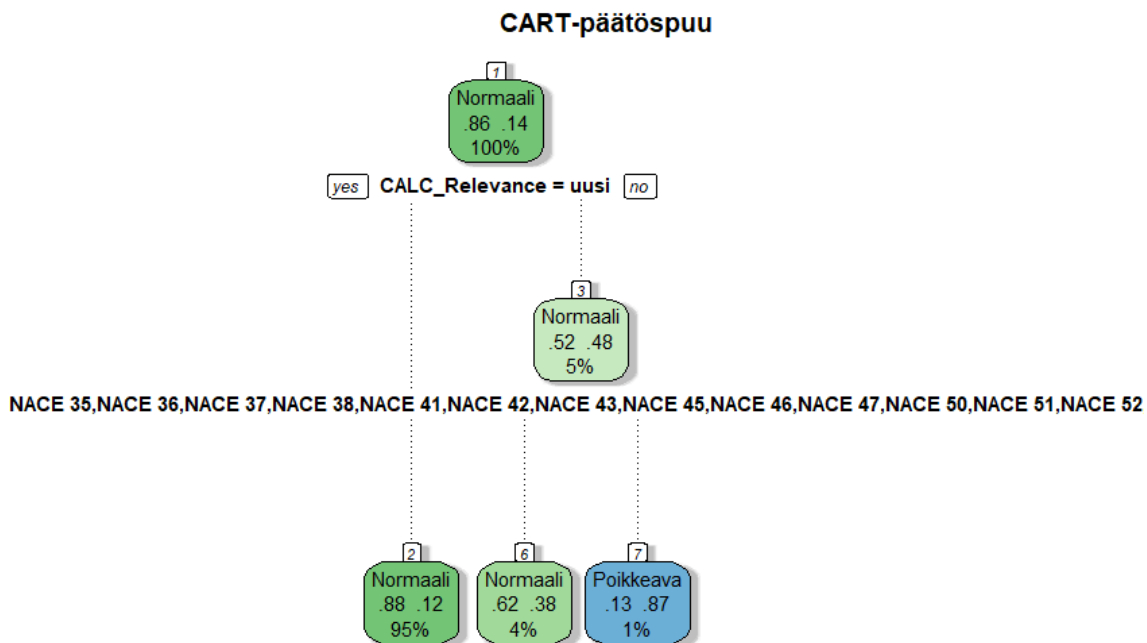 CART-päätöspuu
1
Normaali
.86 .14
100%
yes CALC_Relevance = uusi no
3
Normaali
.52 .48
5%
NACE 35,NACE 36,NACE 37,NACE 38,NACE 41,NACE 42,NACE 43,NACE 45,NACE 46,NACE 47,NACE 50,NACE 51,NACE 52
2
Normaali
.88 .12
95%
6
Normaali
.62 .38
4%
7
Poikkeava
.13 .87
1%